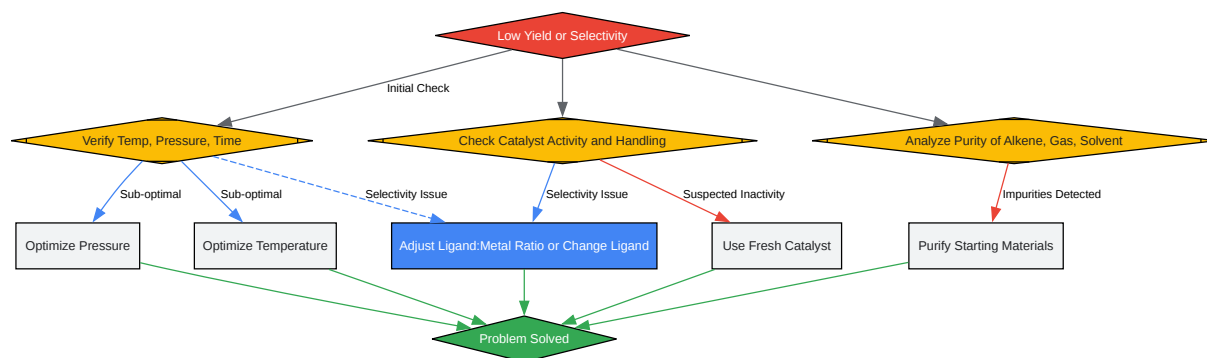 Low Yield or Selectivity
Initial Check
Verify Temp, Pressure, Time
Check Catalyst Activity and Handling
Analyze Purity of Alkene, Gas, Solvent
Sub-optimal
Sub-optimal
Selectivity Issue
Selectivity Issue
Suspected Inactivity
Impurities Detected
Optimize Pressure
Optimize Temperature
Adjust Ligand:Metal Ratio or Change Ligand
Use Fresh Catalyst
Purify Starting Materials
Problem Solved